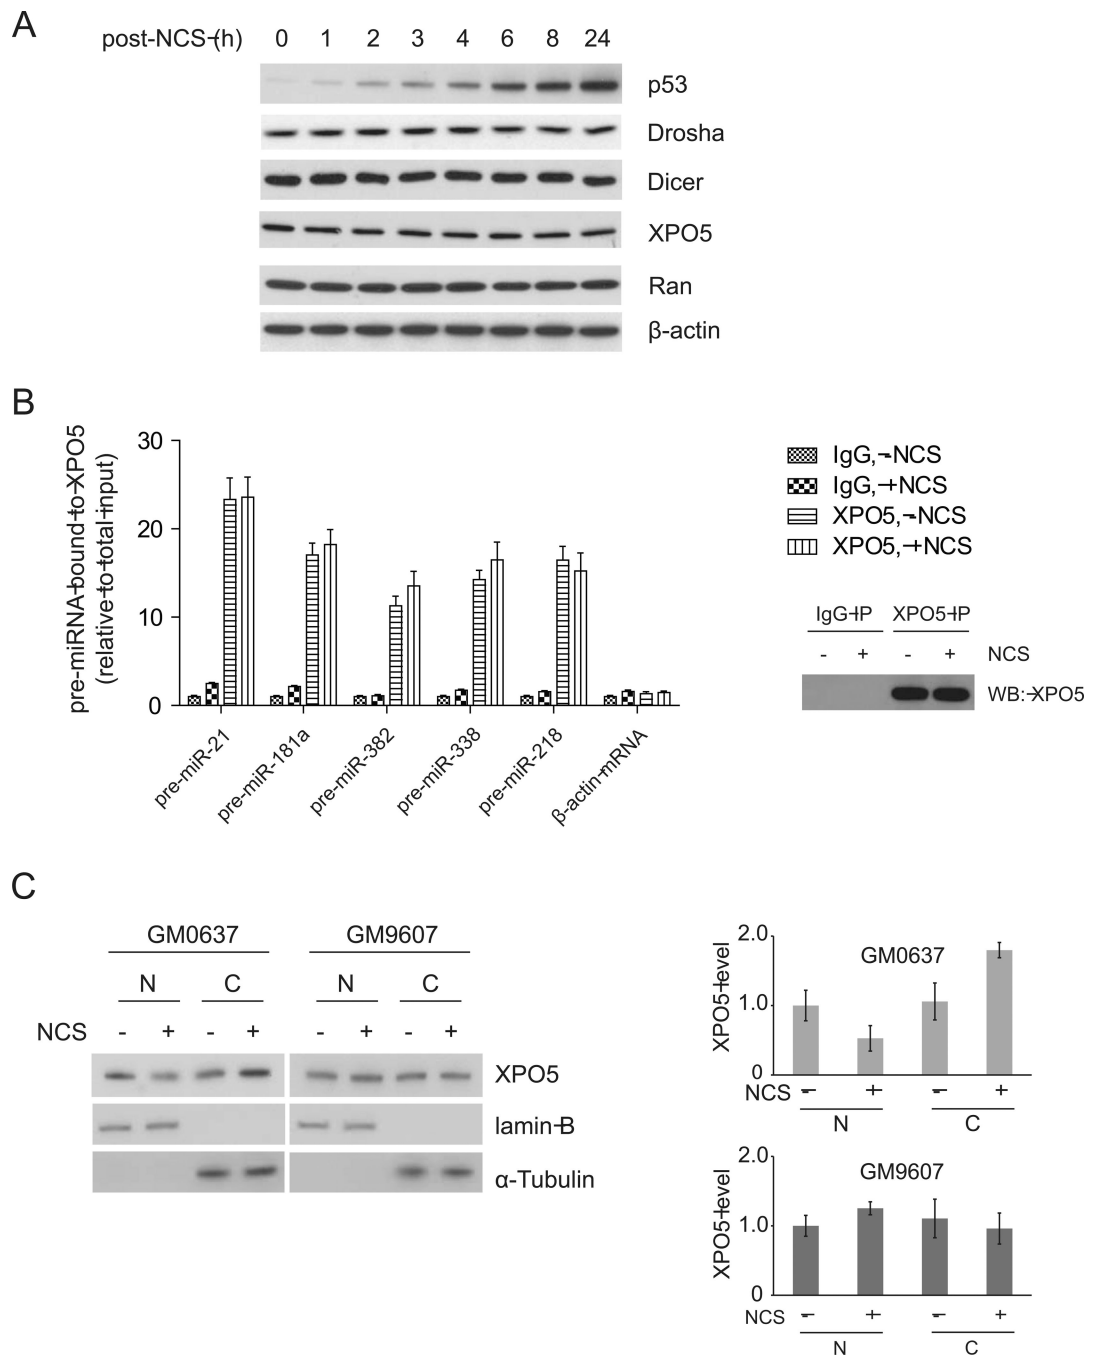 A
post-NCS-(h) 0 1 2 3 4 6 8 24
p53
Drosha
Dicer
XPO5
Ran
β-actin
B
pre-miRNA-bound-to-XPO5
(relative-to-total-input)
30
20
10
0
pre-miR-21
pre-miR-181a
pre-miR-382
pre-miR-338
pre-miR-218
β-actin-mRNA
IgG,--NCS
IgG,-+NCS
XPO5,--NCS
XPO5,-+NCS
IgG-IP XPO5-IP
- + - + NCS
WB:-XPO5
C
GM0637 GM9607
N C N C
NCS - + - + - + - +
XPO5
lamin-B
α-Tubulin
XPO5-level
2.0
1.0
0
GM0637
NCS - + - +
N C
XPO5-level
2.0
1.0
0
GM9607
NCS - + - +
N C